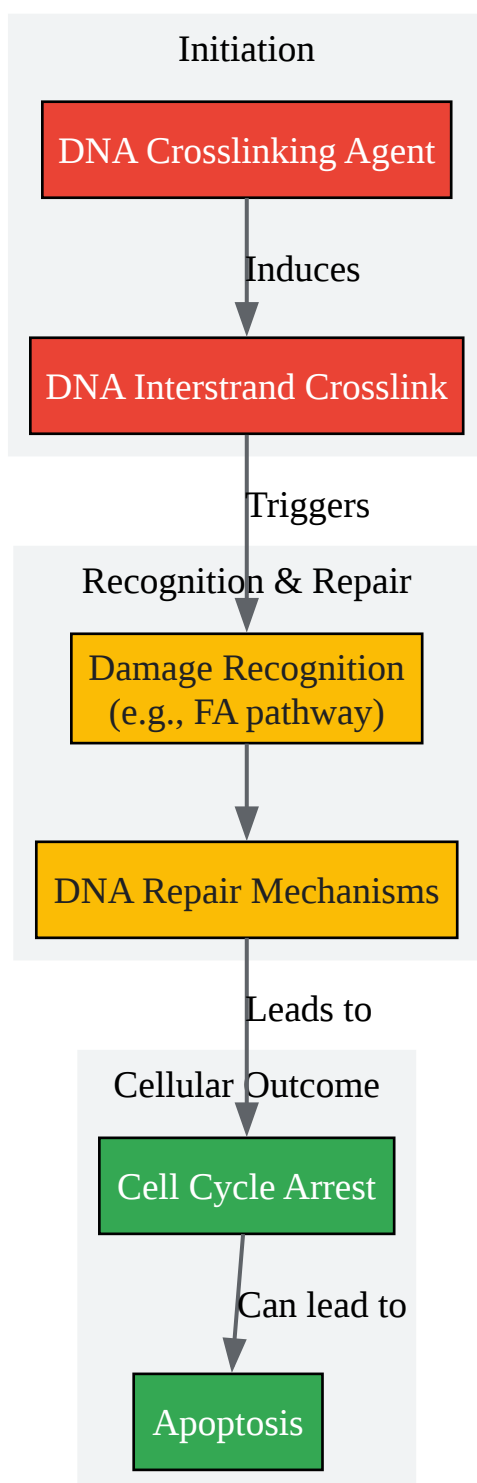 Initiation
DNA Crosslinking Agent
Induces
DNA Interstrand Crosslink
Triggers
Recognition & Repair
Damage Recognition
(e.g., FA pathway)
DNA Repair Mechanisms
Leads to
Cellular Outcome
Cell Cycle Arrest
Can lead to
Apoptosis